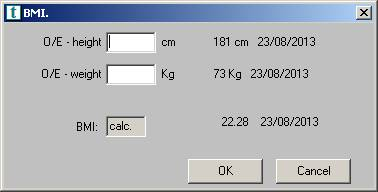 BMI.
O/E - height cm 181 cm 23/08/2013
O/E - weight Kg 73 Kg 23/08/2013
BMI: calc. 22.28 23/08/2013
OK Cancel